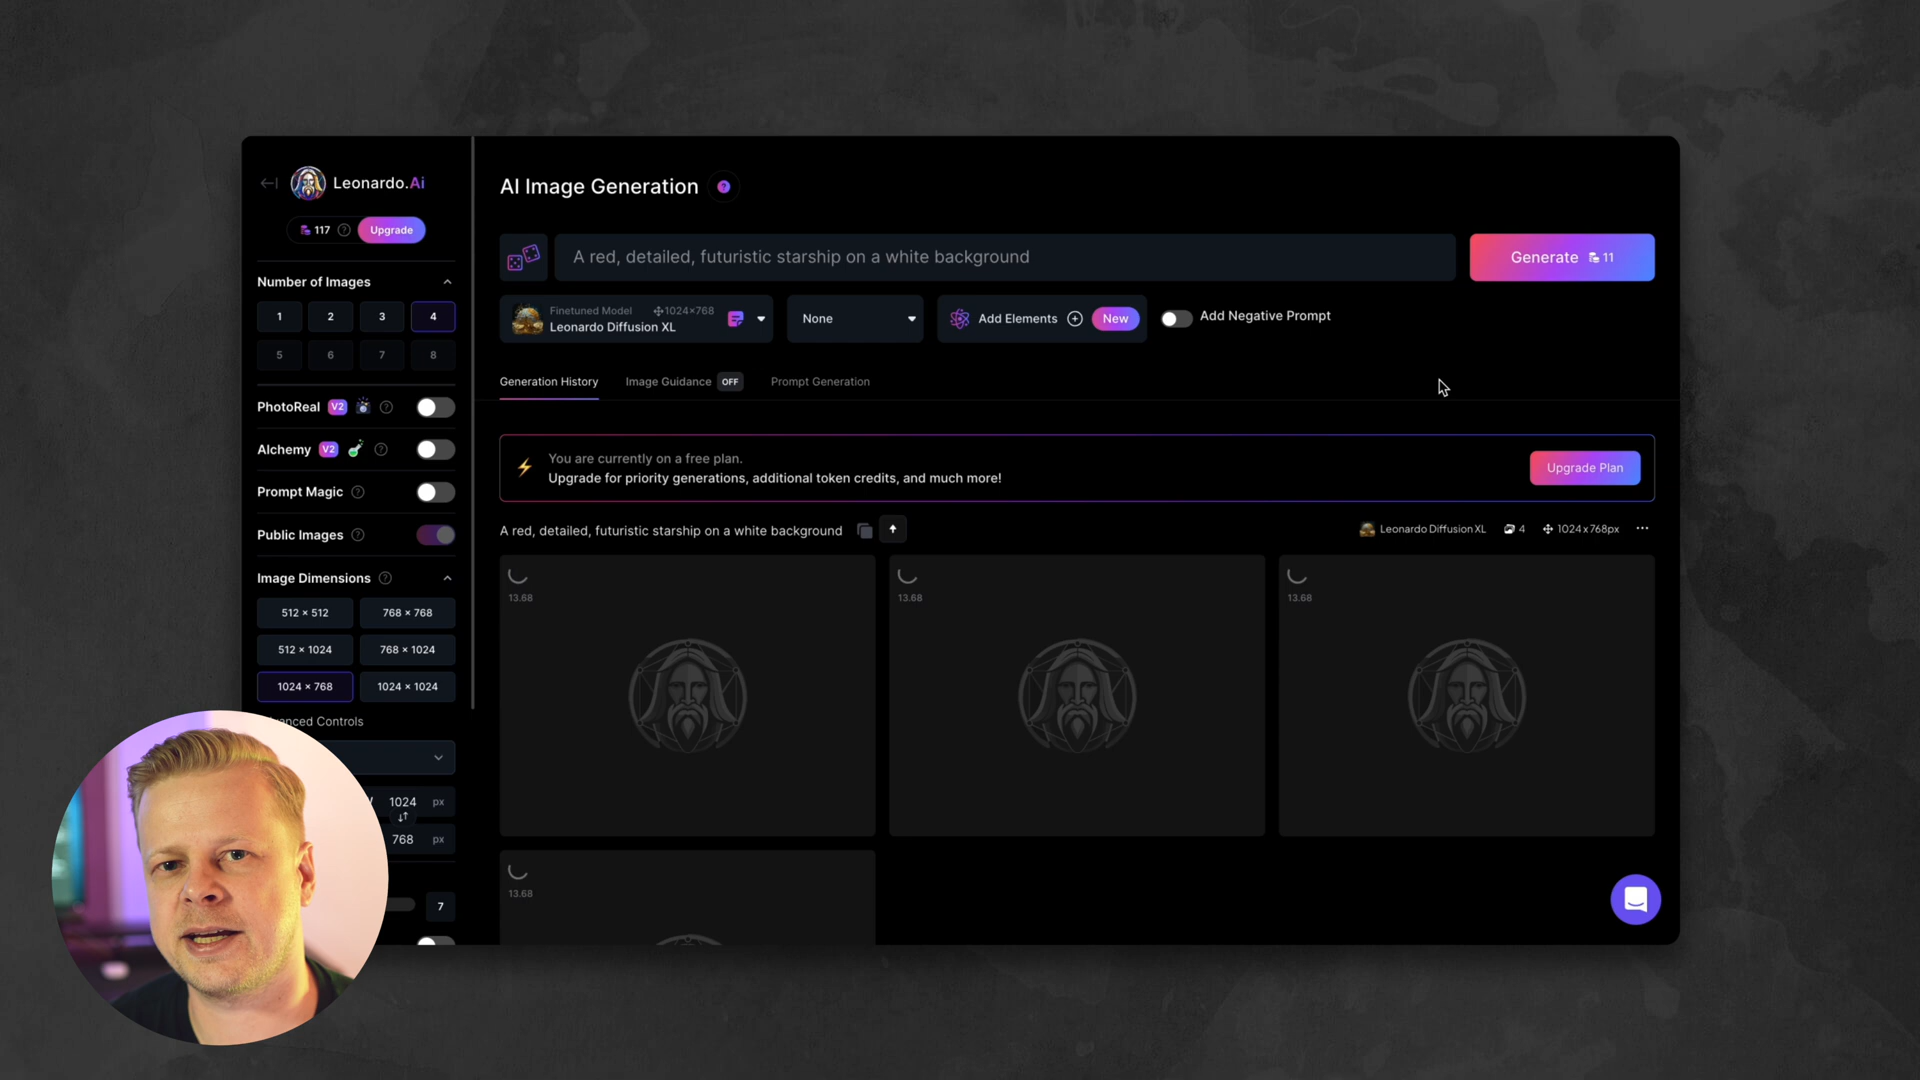 Leonardo.Ai
117
Upgrade
Number of Images
1 2 3 4
5 6 7 8
PhotoReal V2
Alchemy V2
Prompt Magic
Public Images
Image Dimensions
512 × 512 768 × 768
512 × 1024 768 × 1024
1024 × 768 1024 × 1024
anced Controls
1024 px
768 px
7
AI Image Generation ?
A red, detailed, futuristic starship on a white background
Generate 11
Finetuned Model 1024×768
Leonardo Diffusion XL
None
Add Elements New
Add Negative Prompt
Generation History Image Guidance OFF Prompt Generation
You are currently on a free plan.
Upgrade for priority generations, additional token credits, and much more!
Upgrade Plan
A red, detailed, futuristic starship on a white background
Leonardo Diffusion XL 4 1024x768px ...
13.68 13.68 13.68
13.68